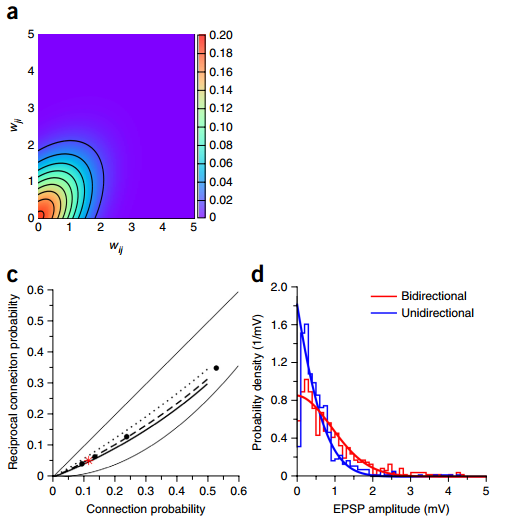 a
5
4
3
2
1
0
w_ji
0 1 2 3 4 5
w_ij
0.20
0.18
0.16
0.14
0.12
0.10
0.08
0.06
0.04
0.02
0
c
0.6
0.5
0.4
0.3
0.2
0.1
0
Reciprocal conneciton probability
0 0.1 0.2 0.3 0.4 0.5 0.6
Connection probability
d
2.0
1.6
1.2
0.8
0.4
0
Probability density (1/mV)
Bidirectional
Unidirectional
0 1 2 3 4 5
EPSP amplitude (mV)